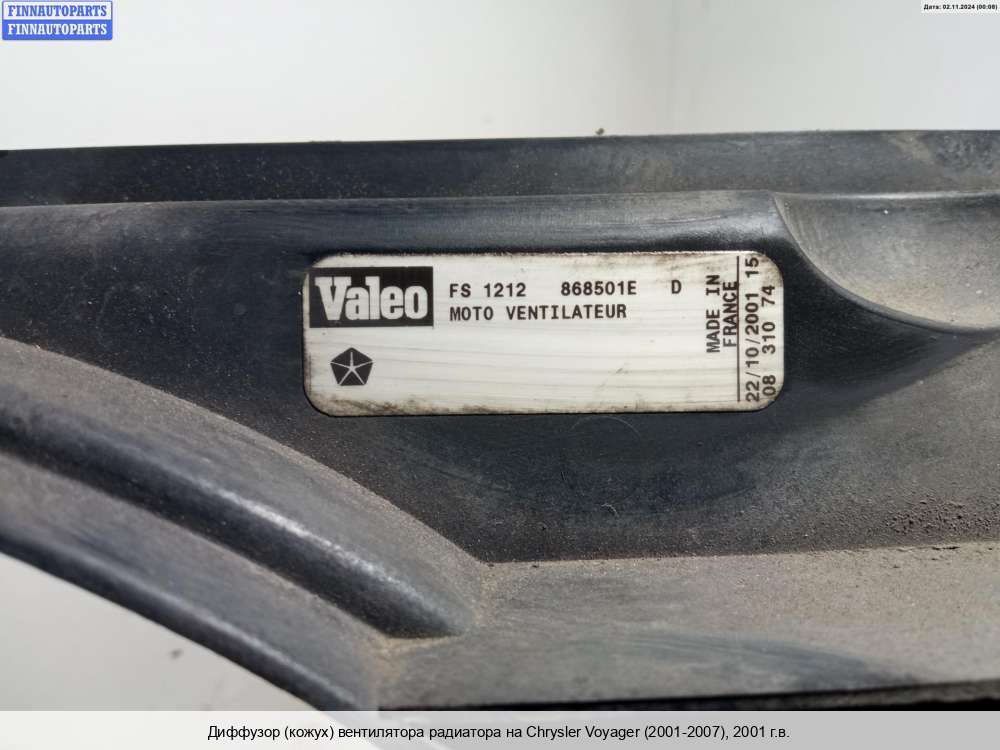 FINNAUTOPARTS
FINNAUTOPARTS
Дата: 02.11.2024 (00:08)
Valeo FS 1212 868501E D
MOTO VENTILATEUR
MADE IN
FRANCE
22/10/2001 15
08 310 74
Диффузор (кожух) вентилятора радиатора на Chrysler Voyager (2001-2007), 2001 г.в.